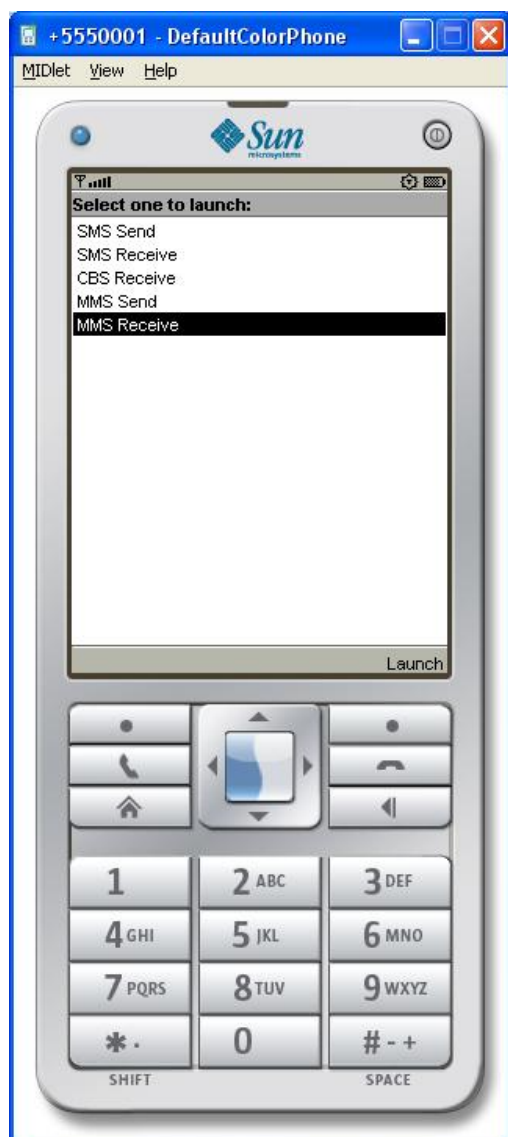 +5550001 - DefaultColorPhone
MIDlet View Help
Sun
microsystems
Select one to launch:
SMS Send
SMS Receive
CBS Receive
MMS Send
MMS Receive
Launch
1 2 ABC 3 DEF
4 GHI 5 JKL 6 MNO
7 PQRS 8 TUV 9 WXYZ
* . 0 # - +
SHIFT SPACE